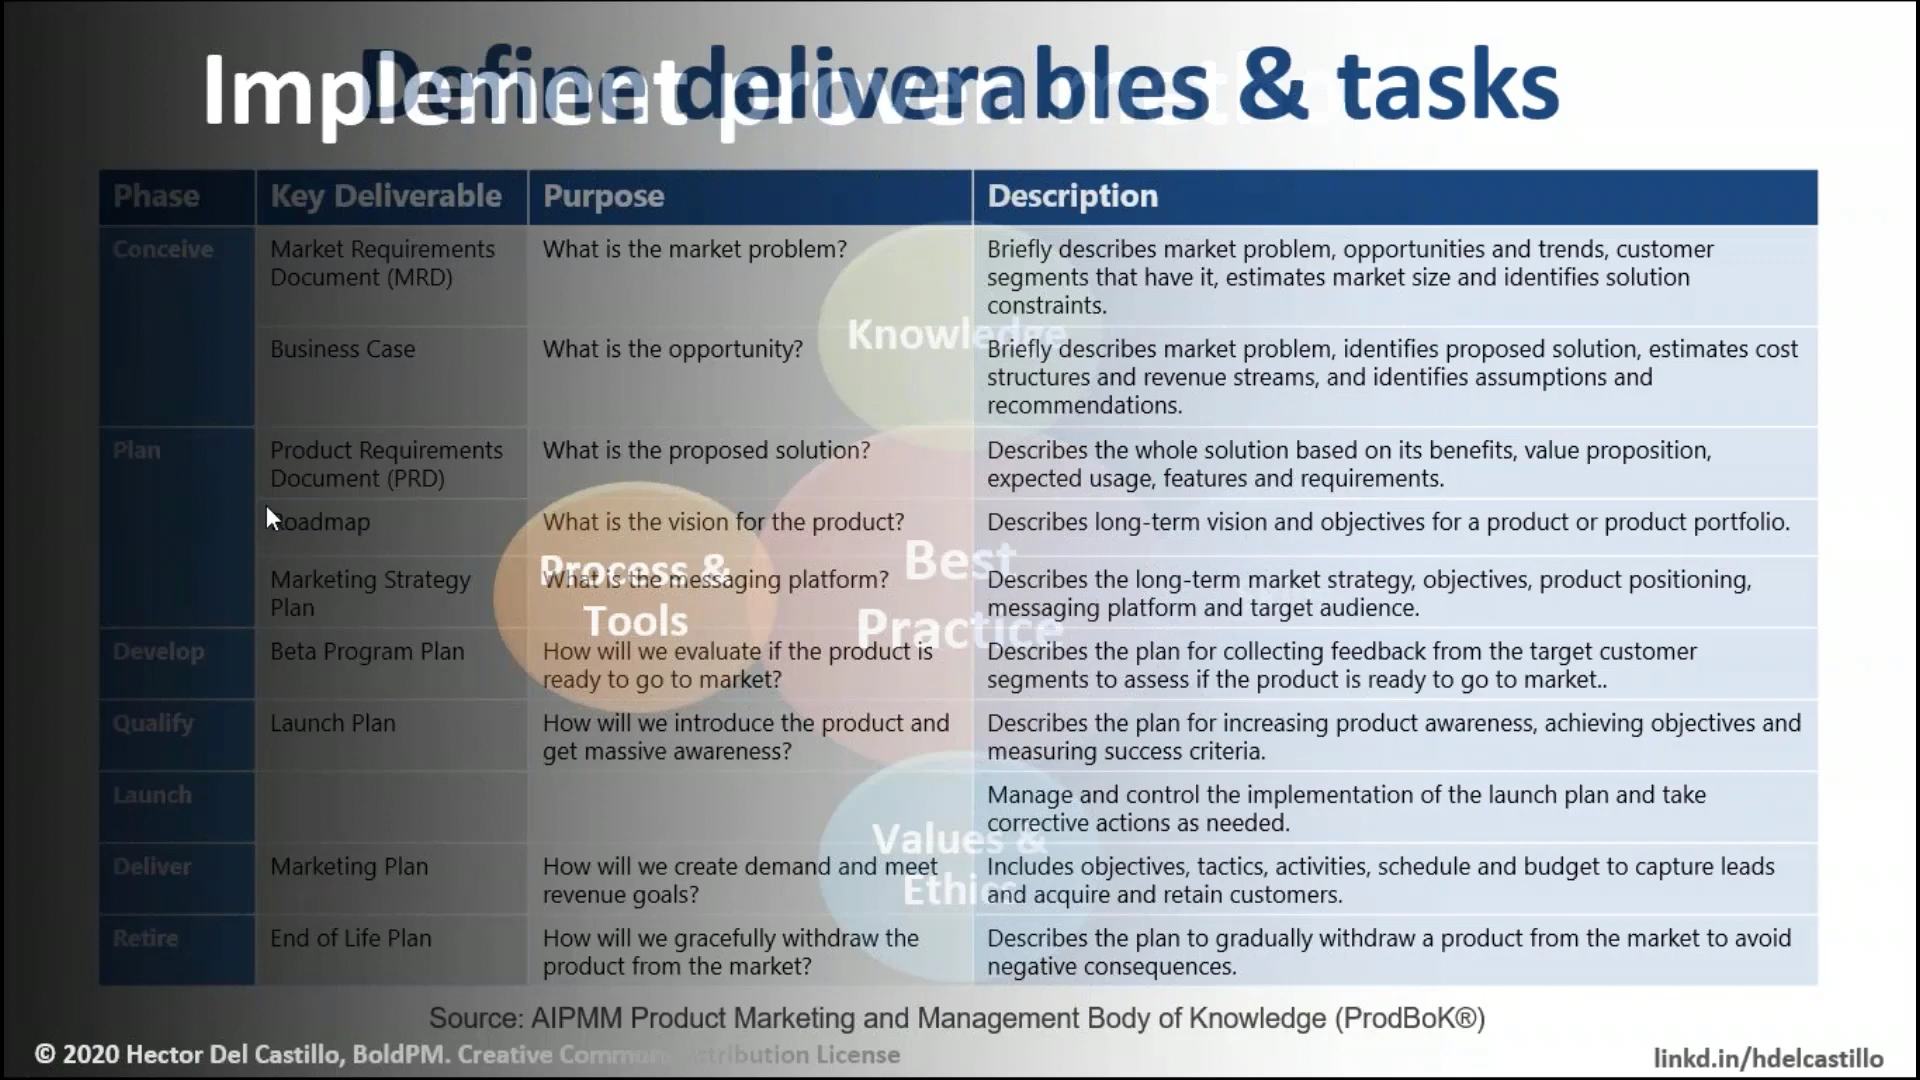 Define deliverables & tasks
Implement proven
Phase Key Deliverable Purpose Description
Conceive
Market Requirements
Document (MRD)
What is the market problem?
Briefly describes market problem, opportunities and trends, customer
segments that have it, estimates market size and identifies solution
constraints.
Knowledge
Business Case
What is the opportunity?
Briefly describes market problem, identifies proposed solution, estimates cost
structures and revenue streams, and identifies assumptions and
recommendations.
Plan
Product Requirements
Document (PRD)
What is the proposed solution?
Describes the whole solution based on its benefits, value proposition,
expected usage, features and requirements.
Roadmap
What is the vision for the product?
Describes long-term vision and objectives for a product or product portfolio.
Process &
Tools
Best
Practice
Marketing Strategy
Plan
What is the messaging platform?
Describes the long-term market strategy, objectives, product positioning,
messaging platform and target audience.
Develop
Beta Program Plan
How will we evaluate if the product is
ready to go to market?
Describes the plan for collecting feedback from the target customer
segments to assess if the product is ready to go to market..
Qualify
Launch Plan
How will we introduce the product and
get massive awareness?
Describes the plan for increasing product awareness, achieving objectives and
measuring success criteria.
Launch
Manage and control the implementation of the launch plan and take
corrective actions as needed.
Values &
Ethics
Deliver
Marketing Plan
How will we create demand and meet
revenue goals?
Includes objectives, tactics, activities, schedule and budget to capture leads
and acquire and retain customers.
Retire
End of Life Plan
How will we gracefully withdraw the
product from the market?
Describes the plan to gradually withdraw a product from the market to avoid
negative consequences.
Source: AIPMM Product Marketing and Management Body of Knowledge (ProdBoK®)
© 2020 Hector Del Castillo, BoldPM. Creative Commons Attribution License
linkd.in/hdelcastillo